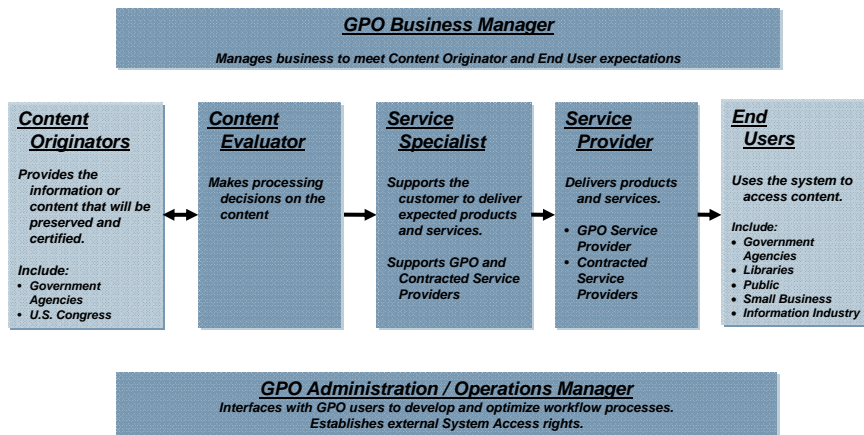 GPO Business Manager
Manages business to meet Content Originator and End User expectations
Content
Originators
Provides the
information or
content that will be
preserved and
certified.
Include:
• Government
Agencies
• U.S. Congress
Content
Evaluator
Makes processing
decisions on the
content
Service
Specialist
Supports the
customer to deliver
expected products
and services.
Supports GPO and
Contracted Service
Providers
Service
Provider
Delivers products
and services.
• GPO Service
Provider
• Contracted
Service
Providers
End
Users
Uses the system to
access content.
Include:
• Government
Agencies
• Libraries
• Public
• Small Business
• Information Industry
GPO Administration / Operations Manager
Interfaces with GPO users to develop and optimize workflow processes.
Establishes external System Access rights.